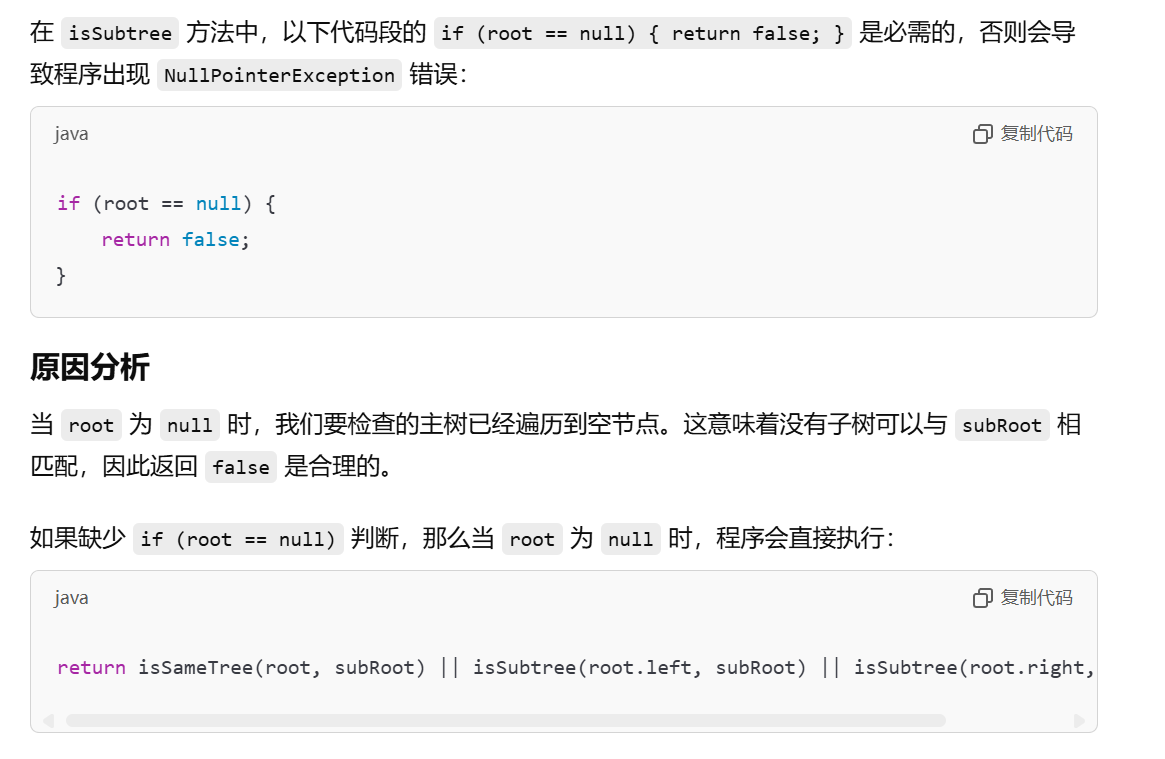 在 isSubtree 方法中，以下代码段的 if (root == null) { return false; } 是必需的，否则会导
致程序出现 NullPointerException 错误：
java
复制代码
if (root == null) {
    return false;
}
原因分析
当 root 为 null 时，我们要检查的主树已经遍历到空节点。这意味着没有子树可以与 subRoot 相
匹配，因此返回 false 是合理的。
如果缺少 if (root == null) 判断，那么当 root 为 null 时，程序会直接执行：
java
复制代码
return isSameTree(root, subRoot) || isSubtree(root.left, subRoot) || isSubtree(root.right,